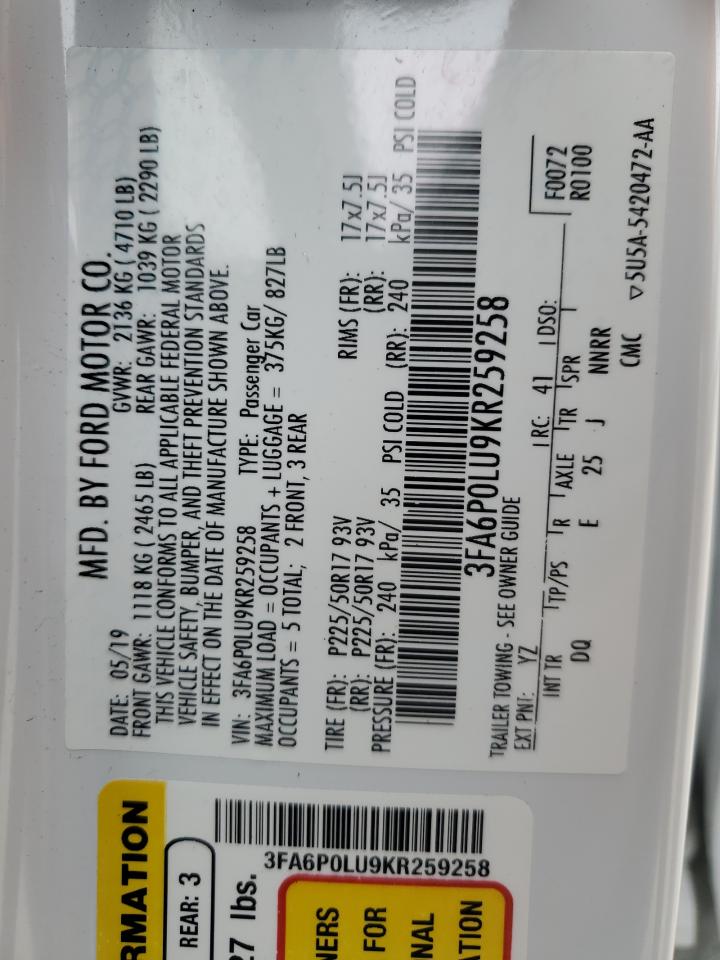 MFD. BY FORD MOTOR CO.
DATE: 05/19 GVWR: 2136 KG ( 4710 LB)
FRONT GAWR: 1118 KG ( 2465 LB) REAR GAWR: 1039 KG ( 2290 LB)
THIS VEHICLE CONFORMS TO ALL APPLICABLE FEDERAL MOTOR
VEHICLE SAFETY, BUMPER, AND THEFT PREVENTION STANDARDS
IN EFFECT ON THE DATE OF MANUFACTURE SHOWN ABOVE.
VIN: 3FA6P0LU9KR259258 TYPE: Passenger Car
MAXIMUM LOAD = OCCUPANTS + LUGGAGE = 375KG/ 827LB
OCCUPANTS = 5 TOTAL; 2 FRONT, 3 REAR
TIRE (FR): P225/50R17 93V RIMS (FR): 17x7.5J
(RR): P225/50R17 93V (RR): 17x7.5J
PRESSURE (FR): 240 kPa/ 35 PSI COLD (RR): 240 kPa/ 35 PSI COLD
3FA6P0LU9KR259258
TRAILER TOWING - SEE OWNER GUIDE
EXT PNT: YZ RC: 41 DSO: F0072
INT TR TP/PS R AXLE TR SPR R0100
DQ E 25 J NNRR
CMC ▽5U5A-5420472-AA
RMATION
REAR: 3
27 lbs.
3FA6P0LU9KR259258
NERS
FOR
NAL
ATION